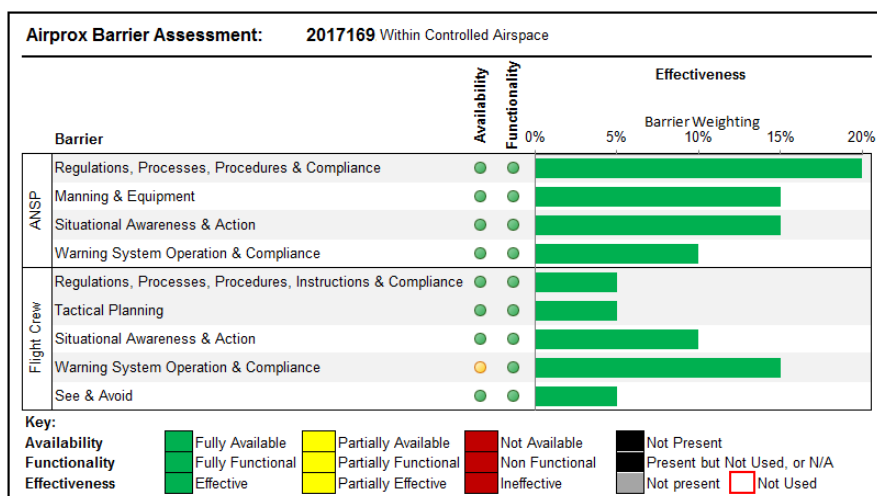 Airprox Barrier Assessment: 2017169 Within Controlled Airspace
Availability
Functionality
Effectiveness
Barrier Weighting
Barrier
0% 5% 10% 15% 20%
ANSP
Regulations, Processes, Procedures & Compliance
Manning & Equipment
Situational Awareness & Action
Warning System Operation & Compliance
Flight Crew
Regulations, Processes, Procedures, Instructions & Compliance
Tactical Planning
Situational Awareness & Action
Warning System Operation & Compliance
See & Avoid
Key:
Availability Fully Available Partially Available Not Available Not Present
Functionality Fully Functional Partially Functional Non Functional Present but Not Used, or N/A
Effectiveness Effective Partially Effective Ineffective Not present Not Used